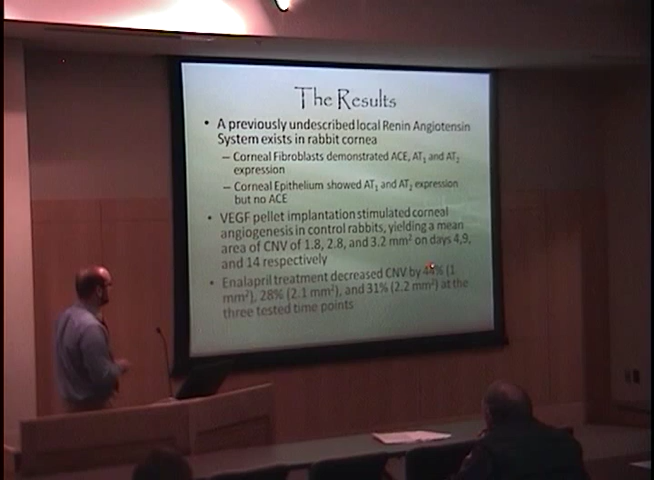 The Results
• A previously undescribed local Renin Angiotensin
System exists in rabbit cornea
– Corneal Fibroblasts demonstrated ACE, AT₁ and AT₂
expression
– Corneal Epithelium showed AT₁ and AT₂ expression
but no ACE
• VEGF pellet implantation stimulated corneal
angiogenesis in control rabbits, yielding a mean
area of CNV of 1.8, 2.8, and 3.2 mm² on days 4,9,
and 14 respectively
• Enalapril treatment decreased CNV by 44% (1
mm²), 28% (2.1 mm²), and 31% (2.2 mm²) at the
three tested time points